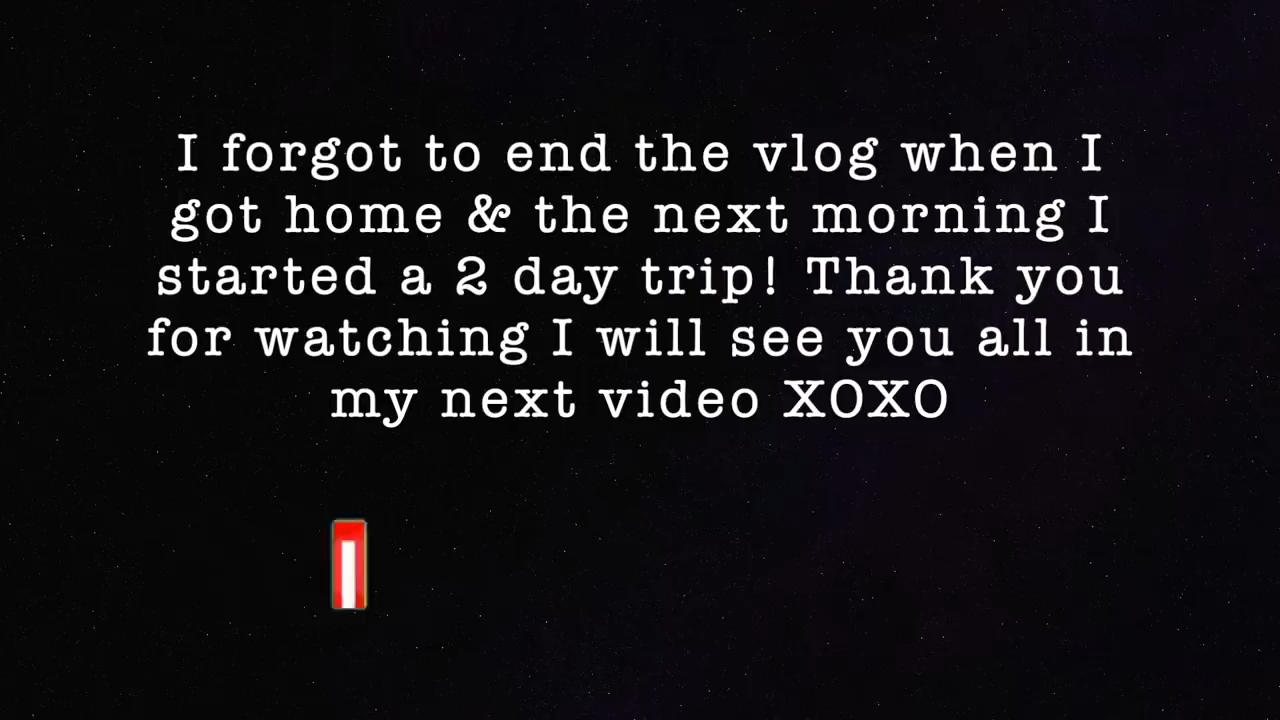 I forgot to end the vlog when I
got home & the next morning I
started a 2 day trip! Thank you
for watching I will see you all in
my next video XOXO